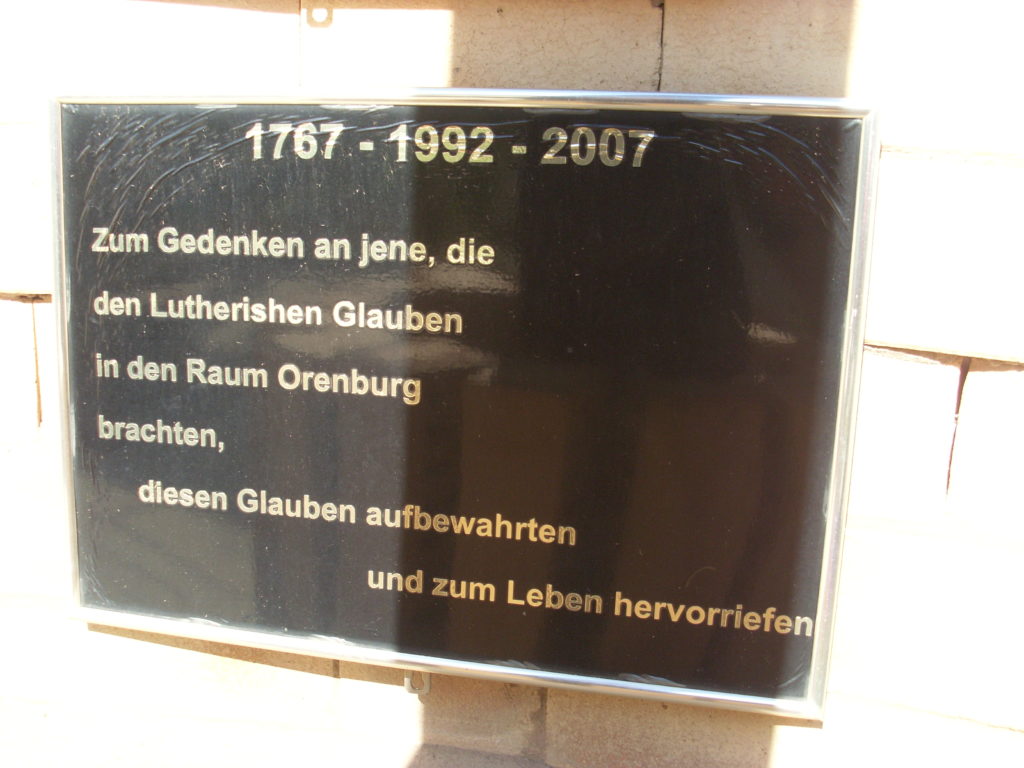 1767 - 1992 - 2007
Zum Gedenken an jene, die
den Lutherishen Glauben
in den Raum Orenburg
brachten,
diesen Glauben aufbewahrten
und zum Leben hervorriefen